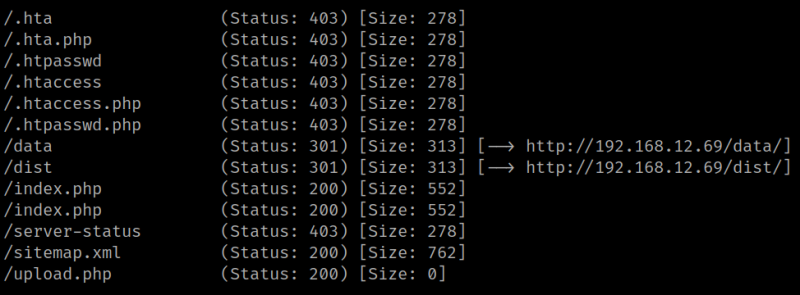 /.hta (Status: 403) [Size: 278]
/.hta.php (Status: 403) [Size: 278]
/.htpasswd (Status: 403) [Size: 278]
/.htaccess (Status: 403) [Size: 278]
/.htaccess.php (Status: 403) [Size: 278]
/.htpasswd.php (Status: 403) [Size: 278]
/data (Status: 301) [Size: 313] [--> http://192.168.12.69/data/]
/dist (Status: 301) [Size: 313] [--> http://192.168.12.69/dist/]
/index.php (Status: 200) [Size: 552]
/index.php (Status: 200) [Size: 552]
/server-status (Status: 403) [Size: 278]
/sitemap.xml (Status: 200) [Size: 762]
/upload.php (Status: 200) [Size: 0]